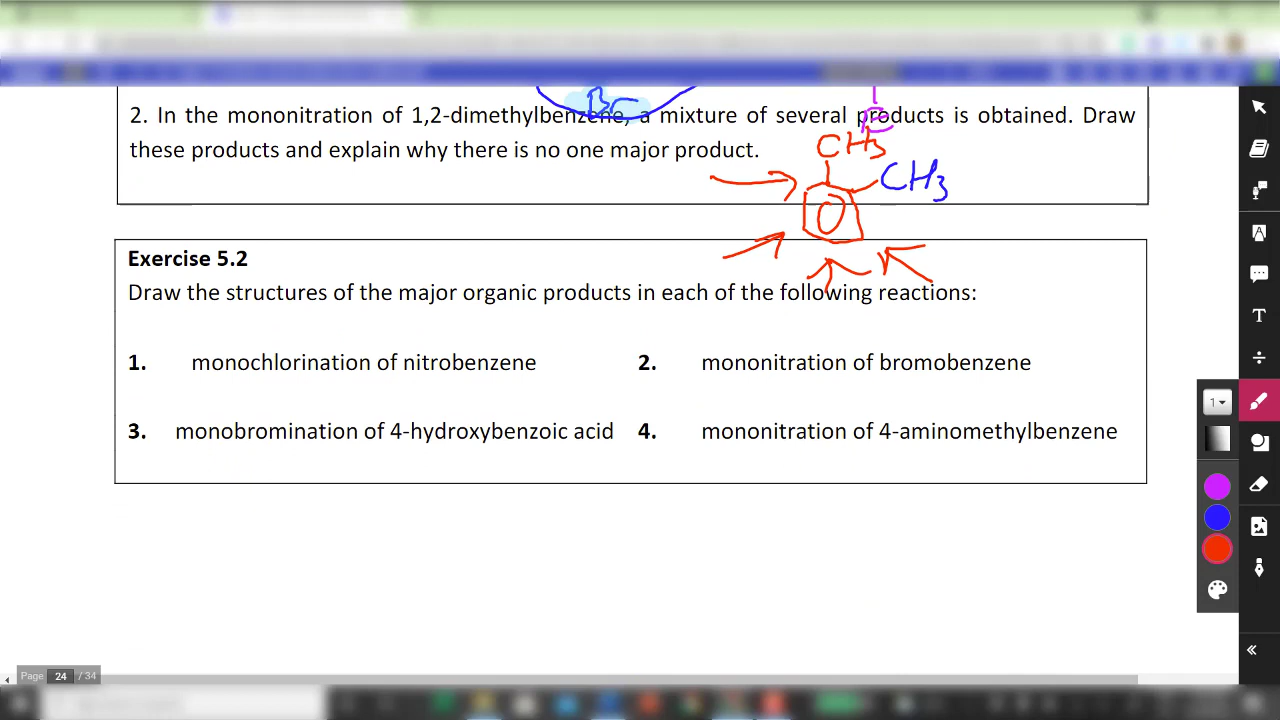 Br
2. In the mononitration of 1,2-dimethylbenzene, a mixture of several products is obtained. Draw
E
these products and explain why there is no one major product.
CH3
CH3
Exercise 5.2
Draw the structures of the major organic products in each of the following reactions:
1. monochlorination of nitrobenzene
2. mononitration of bromobenzene
3. monobromination of 4-hydroxybenzoic acid
4. mononitration of 4-aminomethylbenzene
1
T
Page 24 / 34